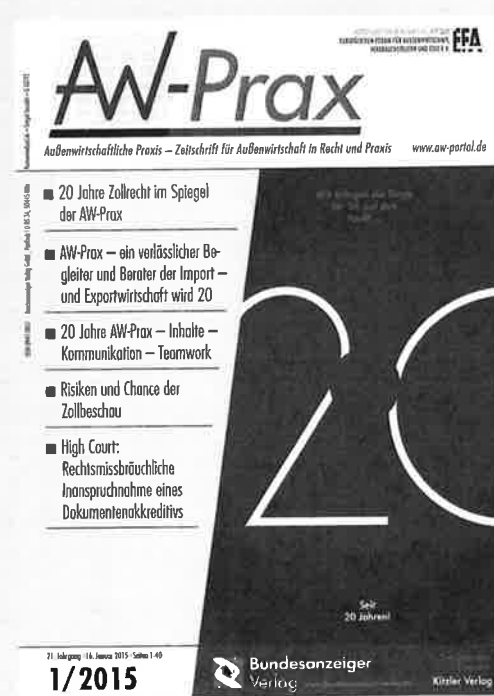 EFA
AW-Prax
Außenwirtschaftliche Praxis – Zeitschrift für Außenwirtschaft in Recht und Praxis www.aw-portal.de
■ 20 Jahre Zollrecht im Spiegel
der AW-Prax
■ AW-Prax – ein verlässlicher Be-
gleiter und Berater der Import –
und Exportwirtschaft wird 20
■ 20 Jahre AW-Prax – Inhalte –
Kommunikation – Teamwork
■ Risiken und Chance der
Zollbeschau
■ High Court:
Rechtsmissbräuchliche
Inanspruchnahme eines
Dokumentenakkreditivs
20
Seit
20 Jahren!
21. Jahrgang · 16. Januar 2015 · Seiten 1-40
1/2015
Bundesanzeiger
Verlag
Kitzler Verlag